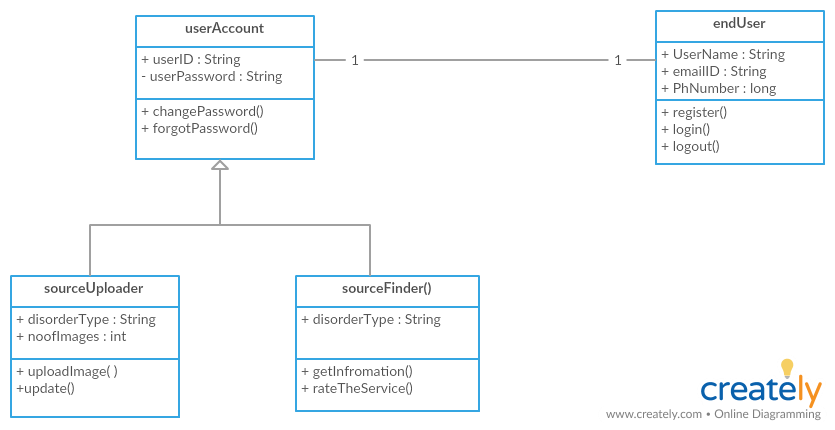 userAccount
+ userID : String
- userPassword : String
+ changePassword()
+ forgotPassword()
1
1
endUser
+ UserName : String
+ emailID : String
+ PhNumber : long
+ register()
+ login()
+ logout()
sourceUploader
+ disorderType : String
+ noofImages : int
+ uploadImage( )
+update()
sourceFinder()
+ disorderType : String
+ getInfromation()
+ rateTheService()
creately
www.creately.com • Online Diagramming